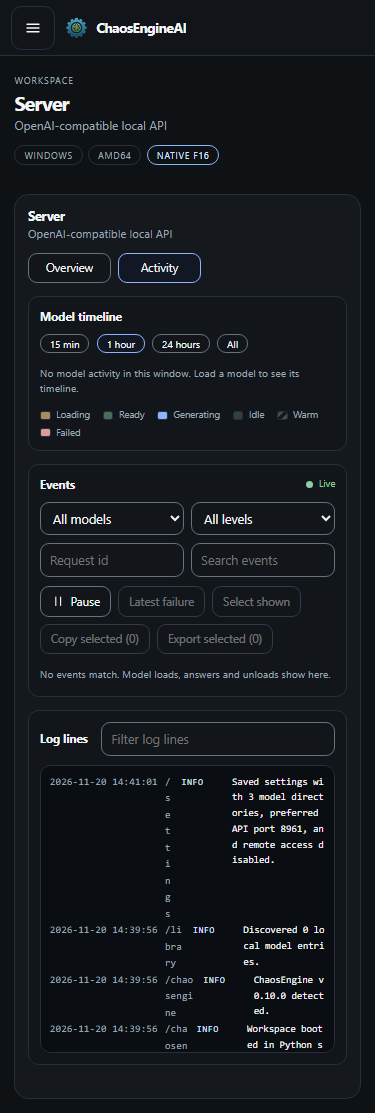 ChaosEngineAI
WORKSPACE
Server
OpenAI-compatible local API
WINDOWS AMD64 NATIVE F16
Server
OpenAI-compatible local API
Overview Activity
Model timeline
15 min 1 hour 24 hours All
No model activity in this window. Load a model to see its
timeline.
Loading Ready Generating Idle Warm
Failed
Events Live
All models All levels
Request id Search events
Pause Latest failure Select shown
Copy selected (0) Export selected (0)
No events match. Model loads, answers and unloads show here.
Log lines Filter log lines
2026-11-20 14:41:01 / INFO Saved settings wi
s th 3 model direct
e ories, preferred
t API port 8961, an
t d remote access d
i isabled.
n
g
s
2026-11-20 14:39:56 /li INFO Discovered 0 lo
bra cal model entri
ry es.
2026-11-20 14:39:56 /chao INFO ChaosEngine v
sengi 0.10.0 detect
ne ed.
2026-11-20 14:39:56 /cha INFO Workspace boot
osen ed in Python s